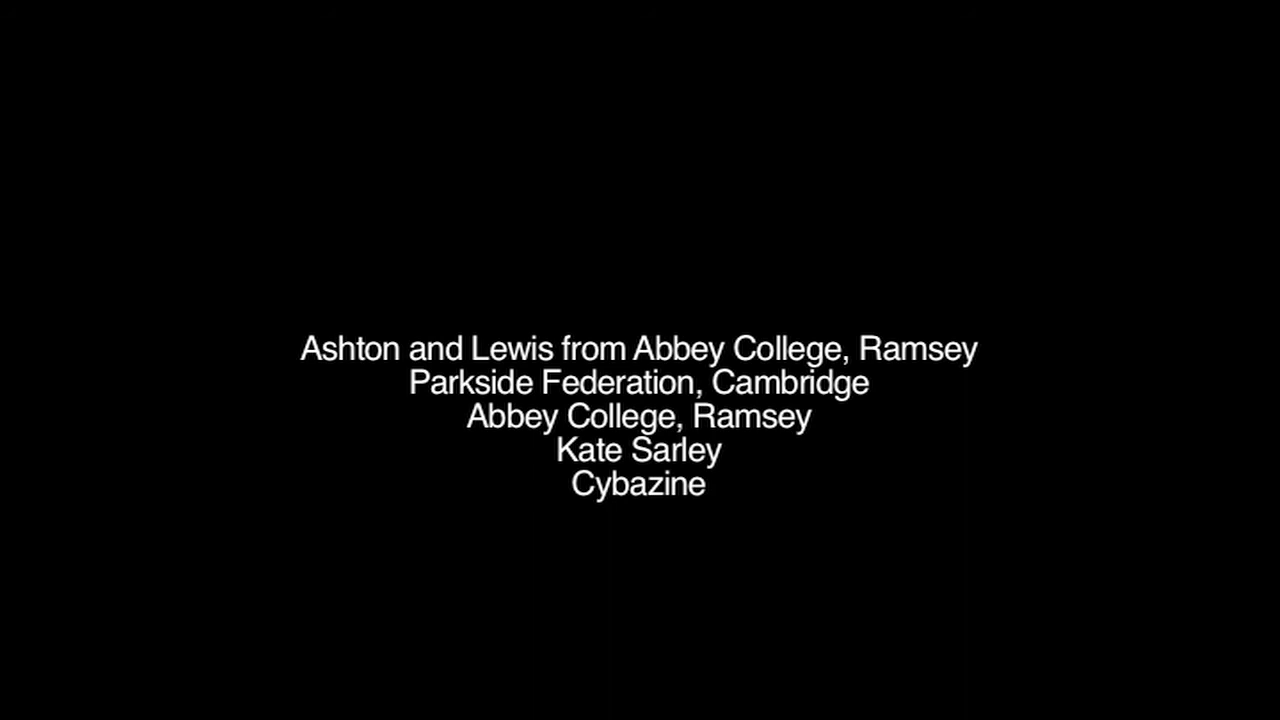 Ashton and Lewis from Abbey College, Ramsey
Parkside Federation, Cambridge
Abbey College, Ramsey
Kate Sarley
Cybazine